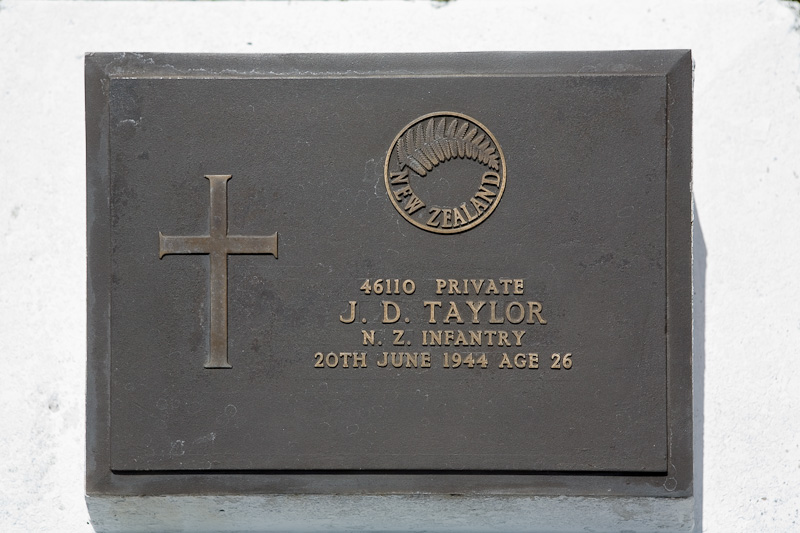 NEW ZEALAND
46110 PRIVATE
J. D. TAYLOR
N. Z. INFANTRY
20TH JUNE 1944 AGE 26